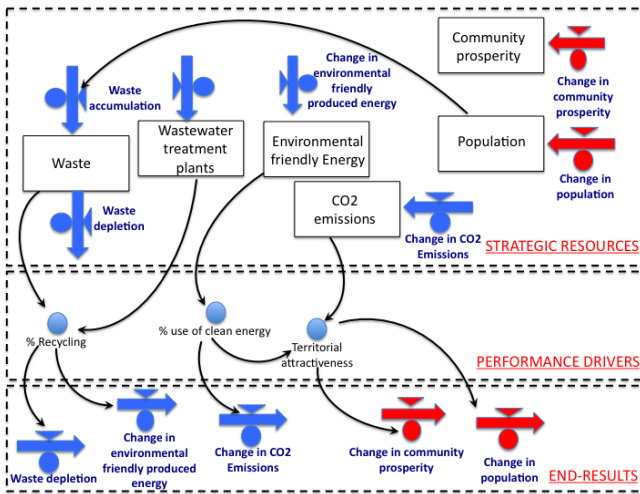 Community
prosperity
Change in
community
prosperity
Change in
environmental
friendly
produced energy
Waste
accumulation
Waste
Wastewater
treatment
plants
Environmental
friendly Energy
Population
Change in
population
CO2
emissions
Waste
depletion
Change in CO2
Emissions
STRATEGIC RESOURCES
% Recycling
% use of clean energy
Territorial
attractiveness
PERFORMANCE DRIVERS
Waste depletion
Change in
environmental
friendly produced
energy
Change in CO2
Emissions
Change in community
prosperity
Change in
population
END-RESULTS